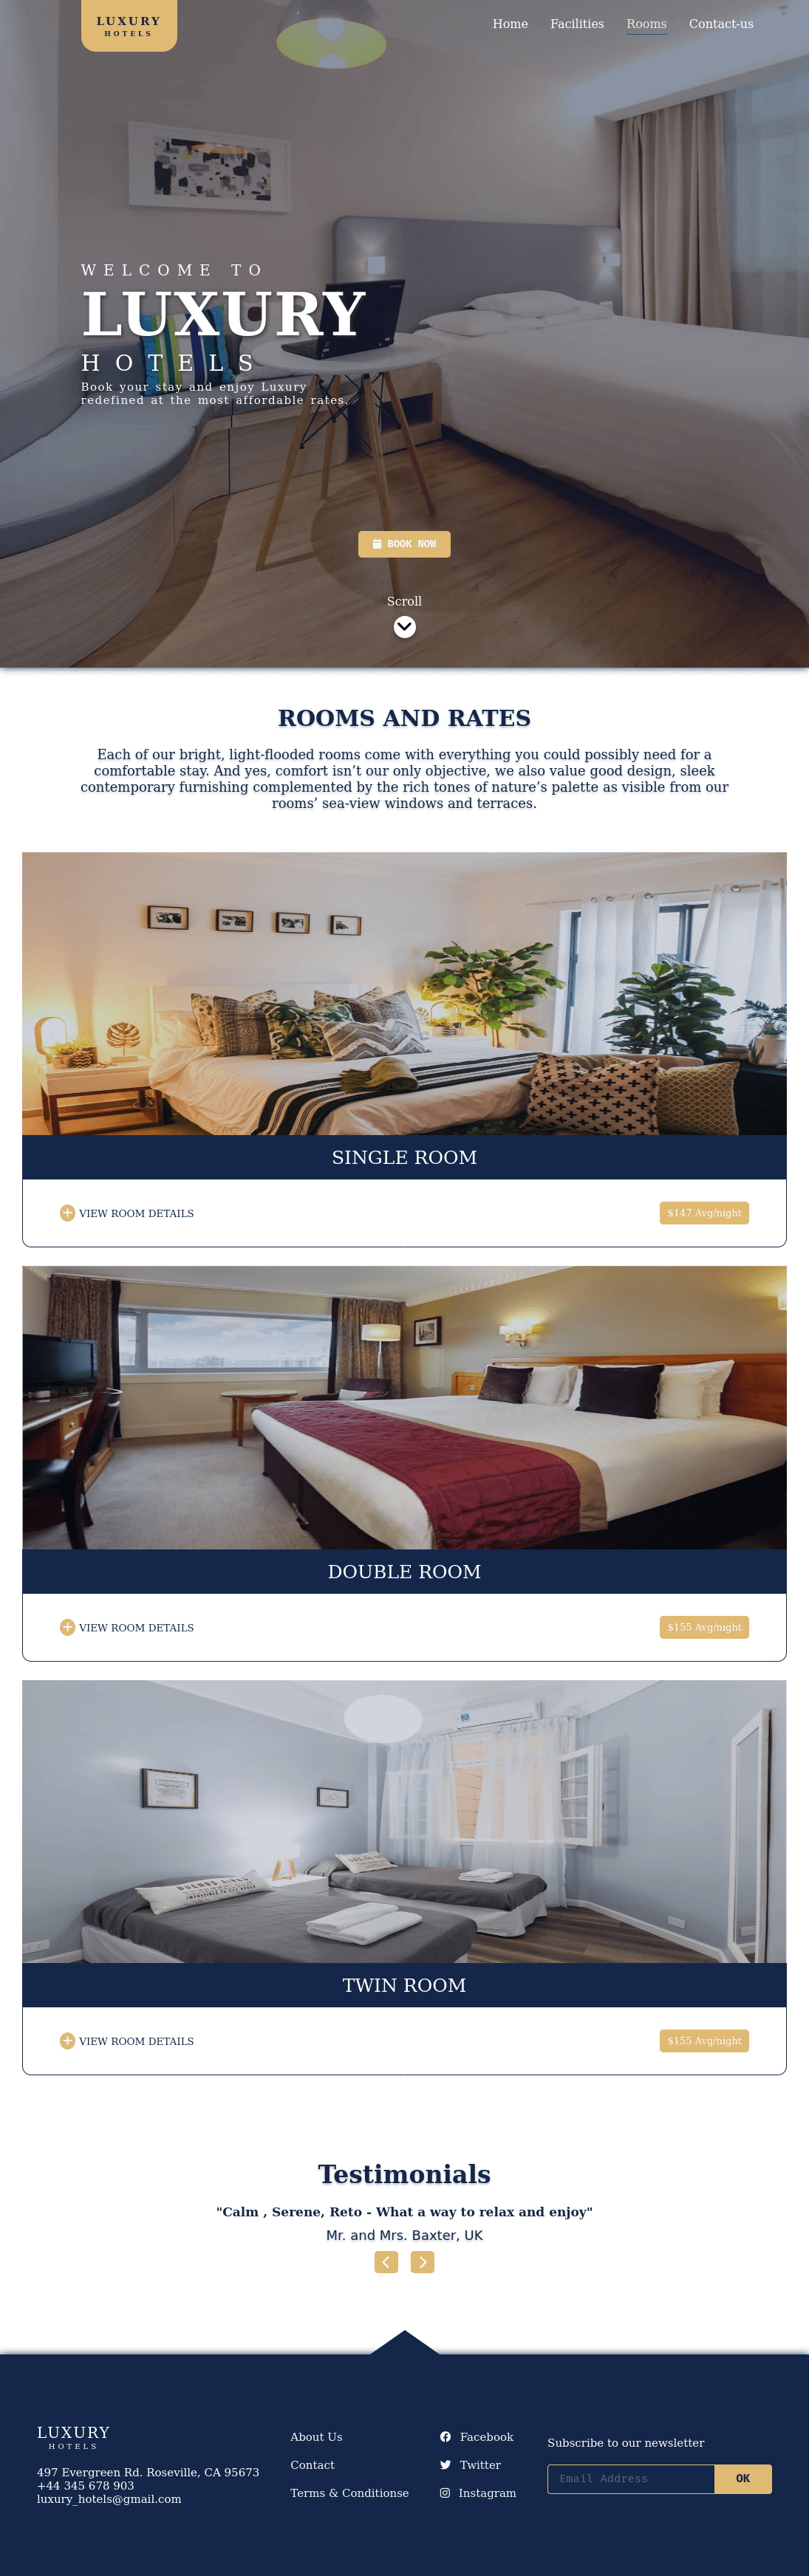 LUXURY
HOTELS
Home Facilities Rooms Contact-us
WELCOME TO
LUXURY
HOTELS
Book your stay and enjoy Luxury
redefined at the most affordable rates.
BOOK NOW
Scroll
ROOMS AND RATES
Each of our bright, light-flooded rooms come with everything you could possibly need for a
comfortable stay. And yes, comfort isn’t our only objective, we also value good design, sleek
contemporary furnishing complemented by the rich tones of nature’s palette as visible from our
rooms’ sea-view windows and terraces.
SINGLE ROOM
VIEW ROOM DETAILS $147 Avg/night
DOUBLE ROOM
VIEW ROOM DETAILS $155 Avg/night
BUENOS AIRES
TWIN ROOM
VIEW ROOM DETAILS $155 Avg/night
Testimonials
"Calm , Serene, Reto - What a way to relax and enjoy"
Mr. and Mrs. Baxter, UK
LUXURY
HOTELS
497 Evergreen Rd. Roseville, CA 95673
+44 345 678 903
luxury_hotels@gmail.com
About Us
Contact
Terms & Conditionse
Facebook
Twitter
Instagram
Subscribe to our newsletter
Email Address OK